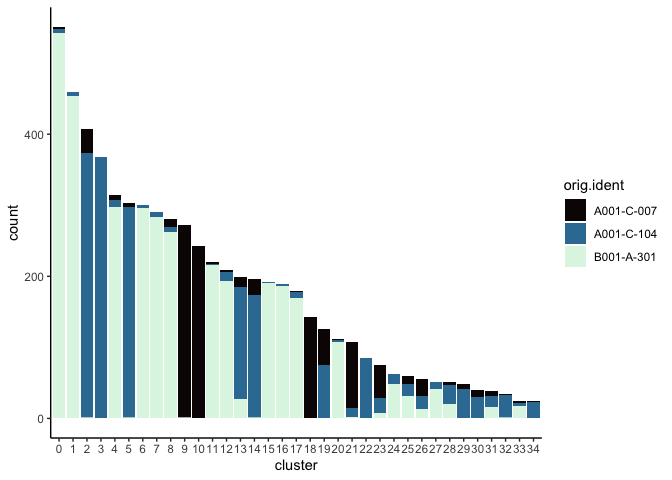 400
200
0
count
0 1 2 3 4 5 6 7 8 9 10 11 12 13 14 15 16 17 18 19 20 21 22 23 24 25 26 27 28 29 30 31 32 33 34
cluster
orig.ident
A001-C-007
A001-C-104
B001-A-301